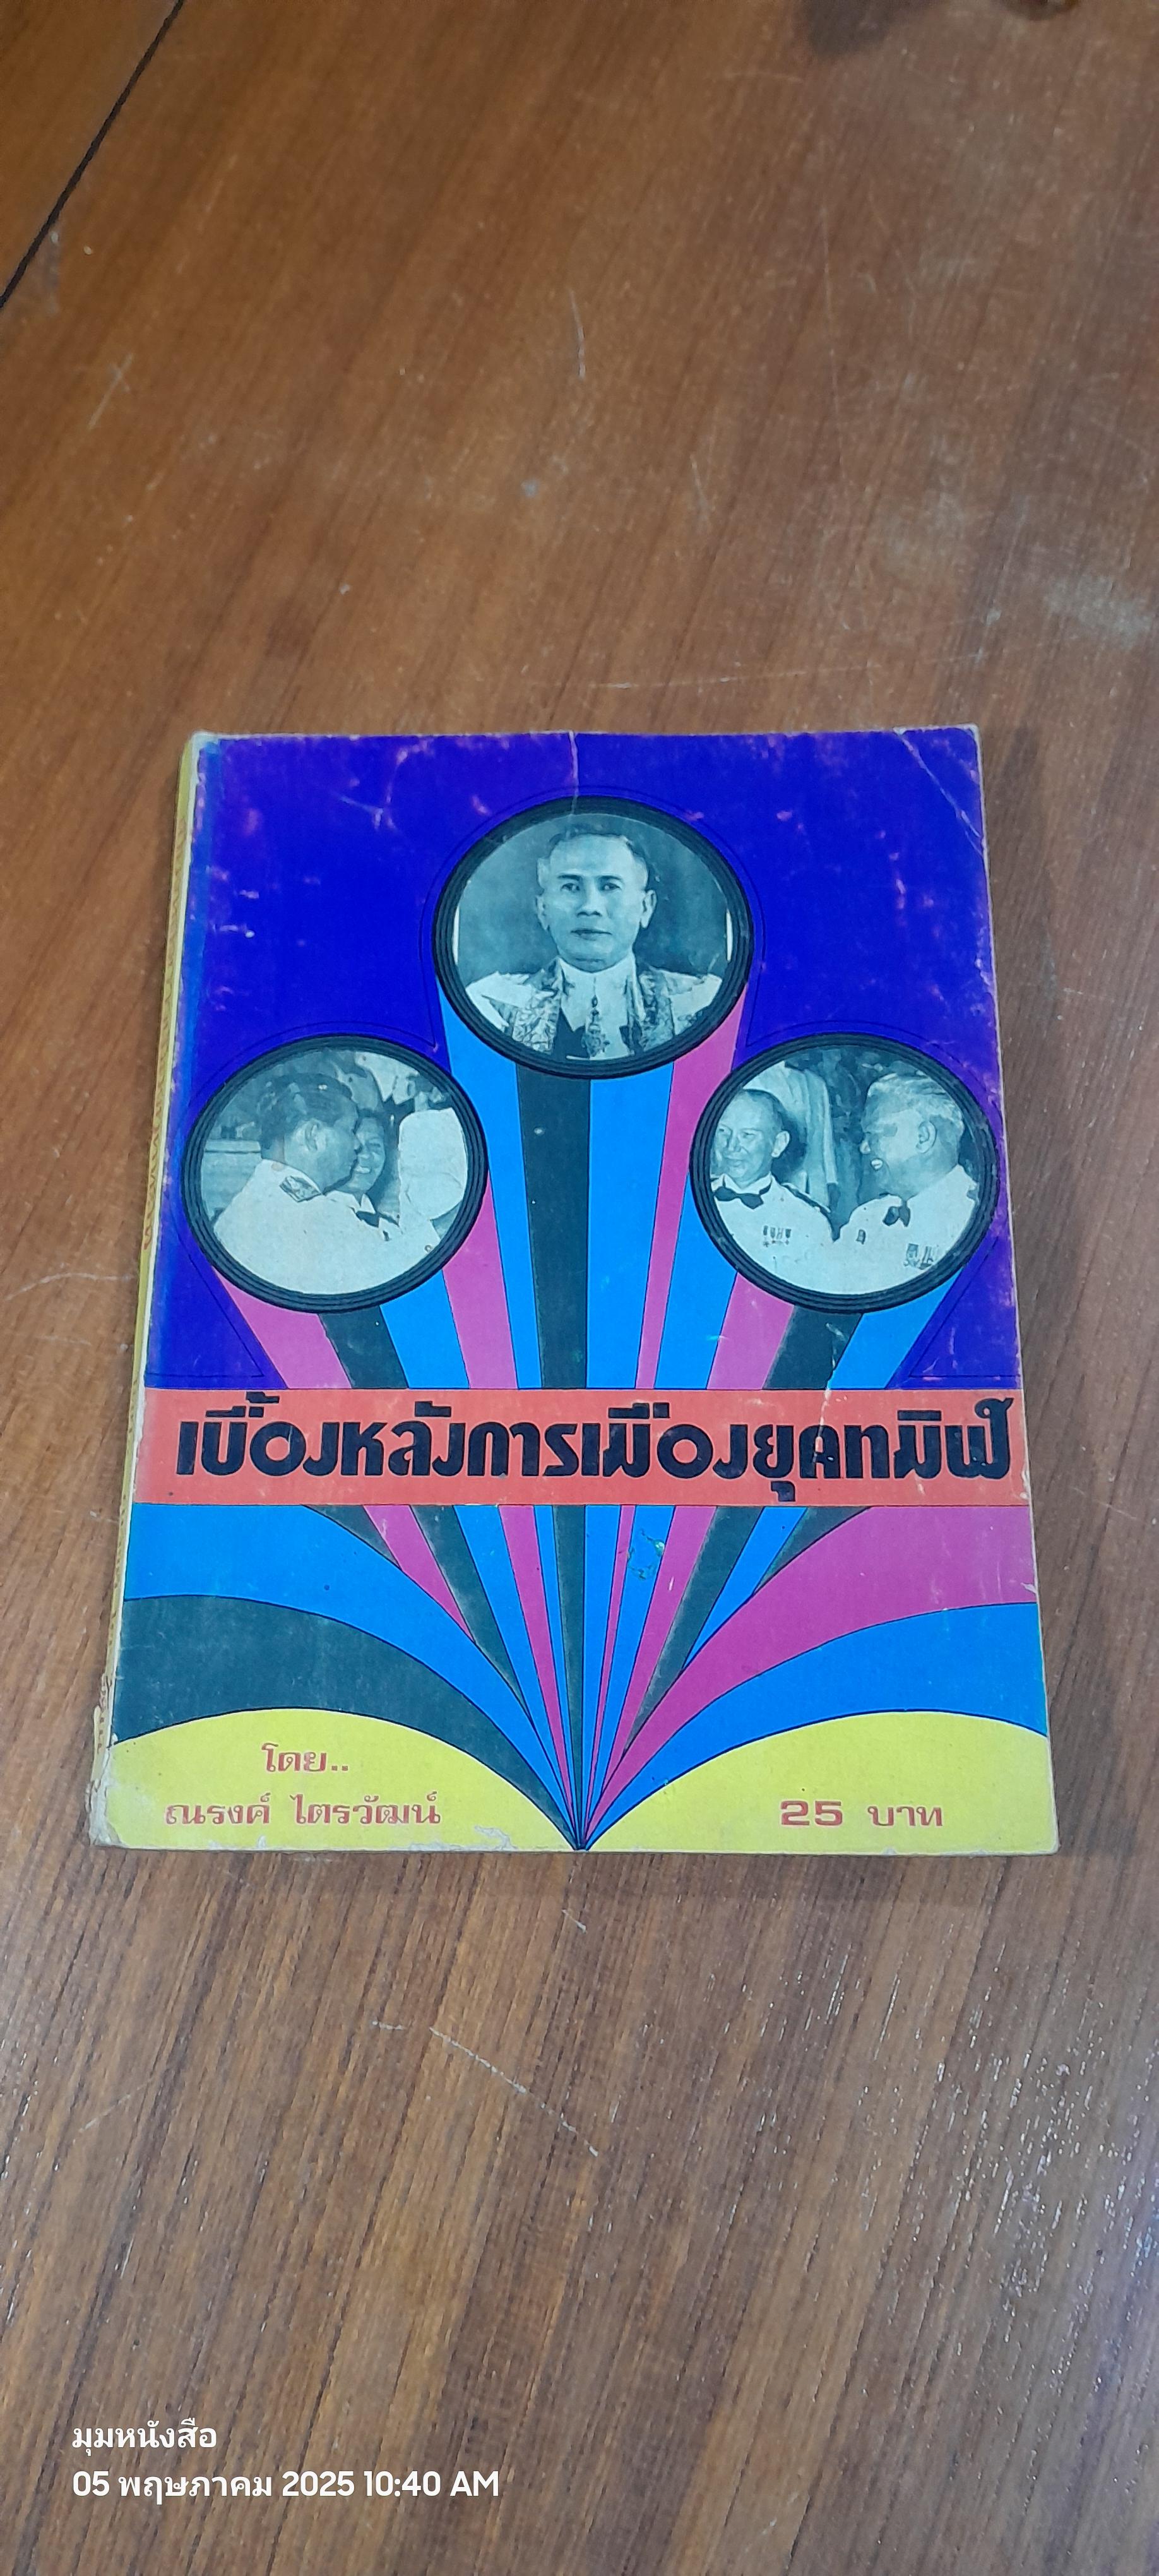 เบื้องหลังการเมืองยุคทมิฬ
โดย..
ณรงค์ ไตรวัฒน์
25 บาท
มุมหนังสือ
05 พฤษภาคม 2025 10:40 AM